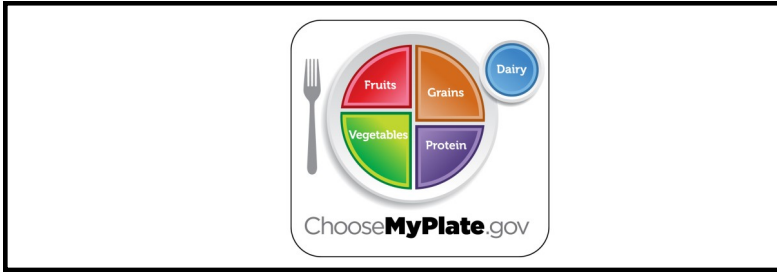 Dairy
Fruits
Grains
Vegetables
Protein
ChooseMyPlate.gov